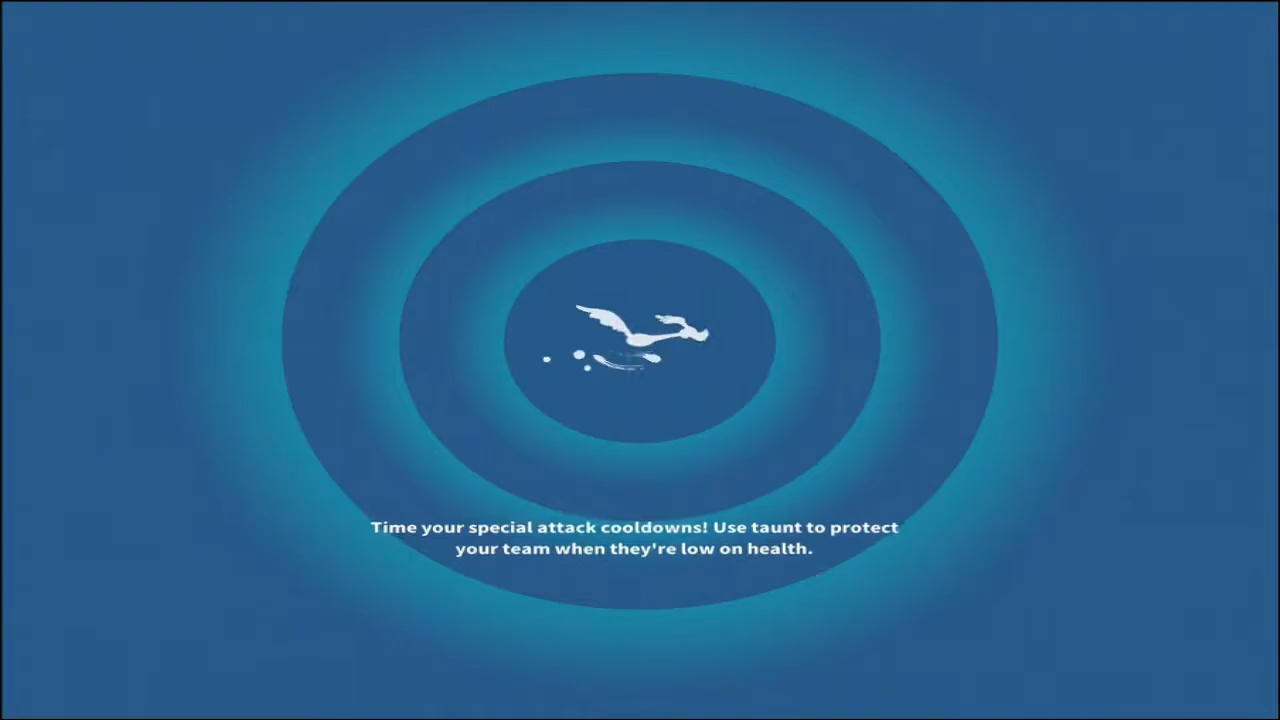 Time your special attack cooldowns! Use taunt to protect
your team when they're low on health.